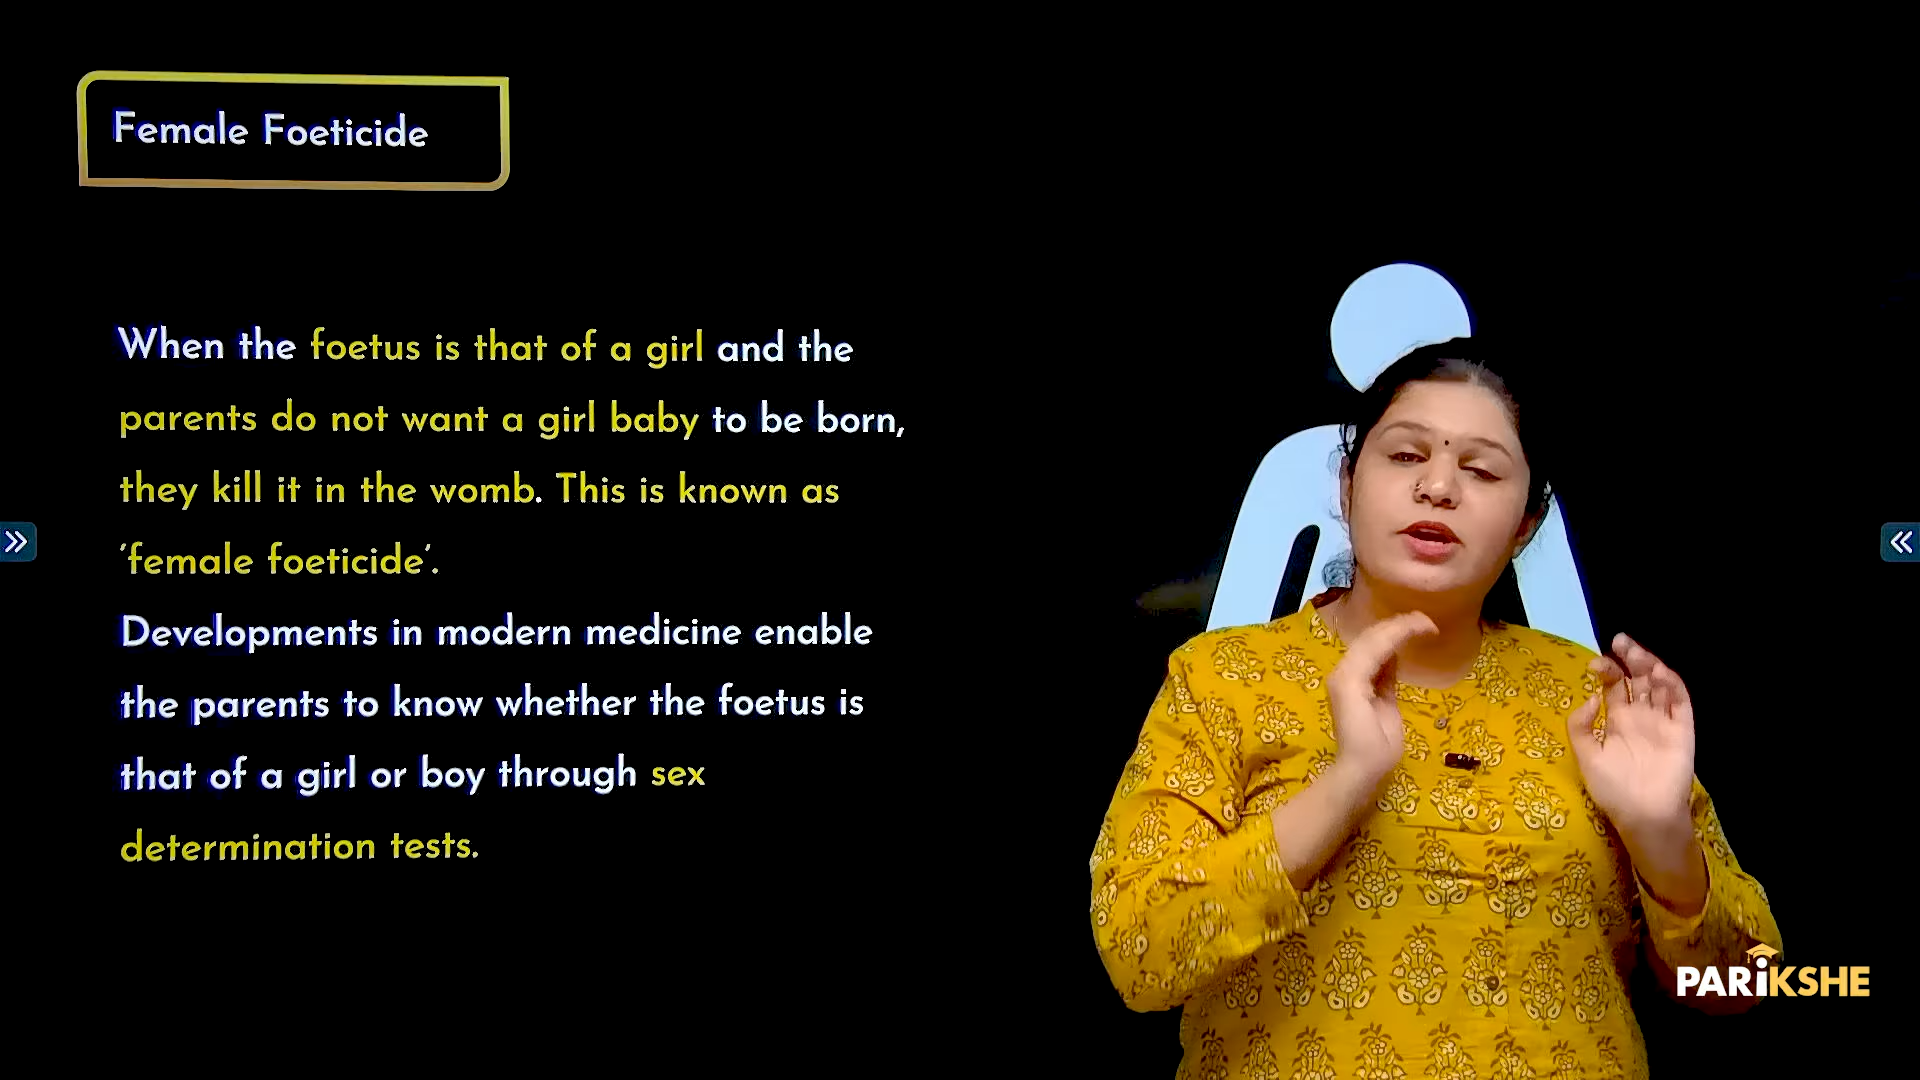 Female Foeticide
When the foetus is that of a girl and the
parents do not want a girl baby to be born,
they kill it in the womb. This is known as
'female foeticide'.
Developments in modern medicine enable
the parents to know whether the foetus is
that of a girl or boy through sex
determination tests.
PARiKSHE